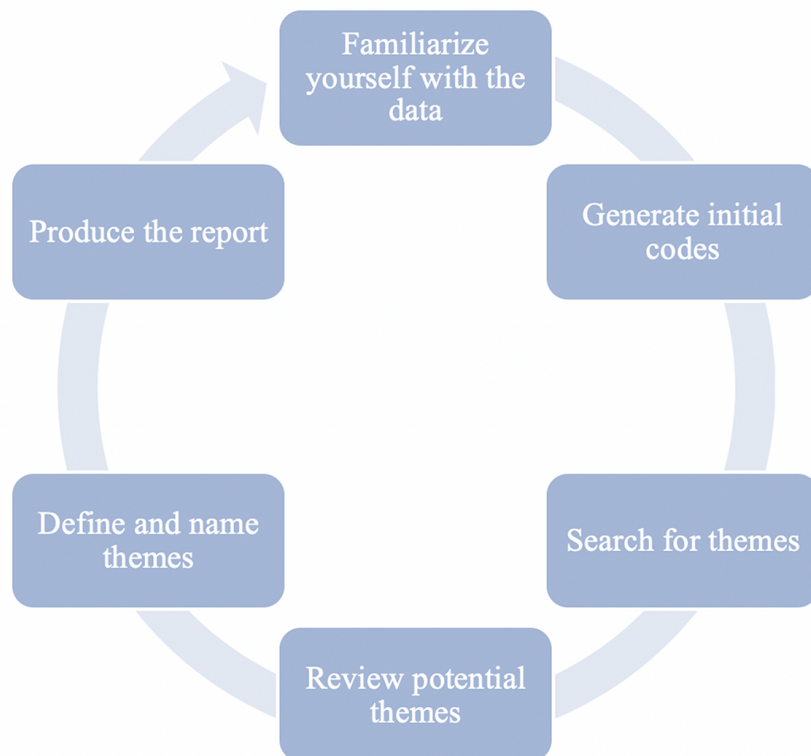 Familiarize
yourself with the
data
Generate initial
codes
Search for themes
Review potential
themes
Define and name
themes
Produce the report